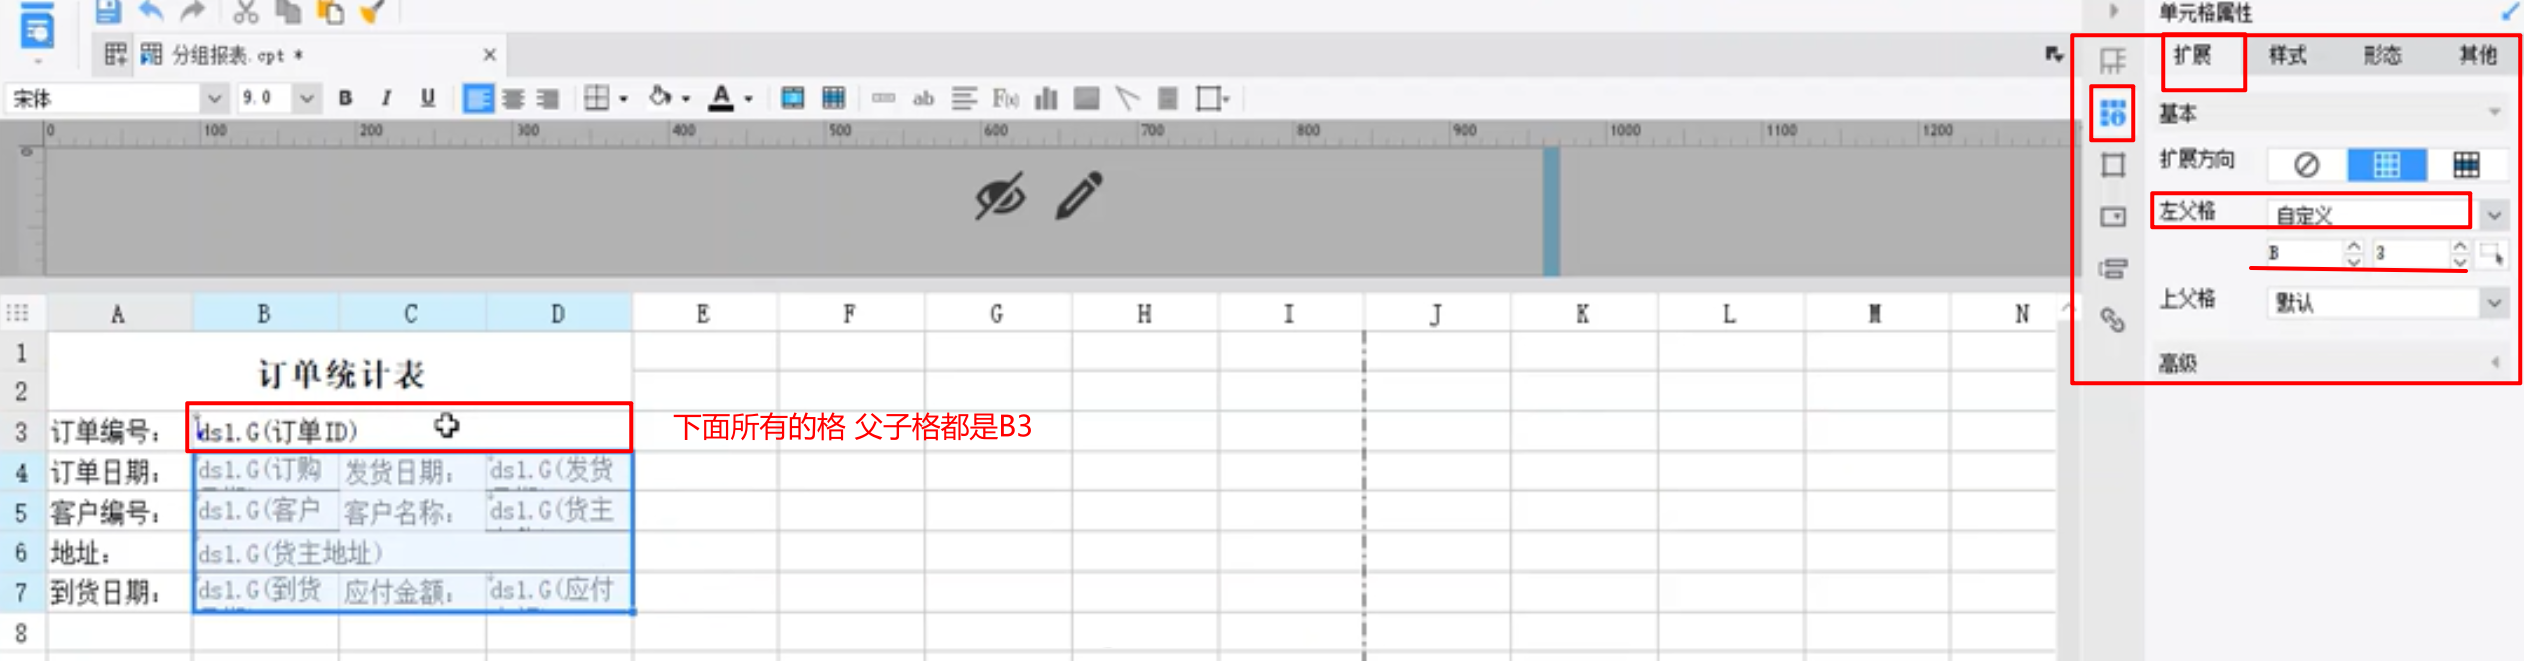 单元格属性
分组报表.cpt *
扩展 样式 形态 其他
宋体 9.0 B I U A ab F(x)
基本
0 100 200 300 400 500 600 700 800 900 1000 1100 1200
扩展方向
左父格 自定义
B 3
上父格 默认
高级
A B C D E F G H I J K L M N
1
订单统计表
2
3 订单编号: ds1.G(订单ID) 下面所有的格 父子格都是B3
4 订单日期: ds1.G(订购 发货日期: ds1.G(发货
5 客户编号: ds1.G(客户 客户名称: ds1.G(货主
6 地址: ds1.G(货主地址)
7 到货日期: ds1.G(到货 应付金额: ds1.G(应付
8